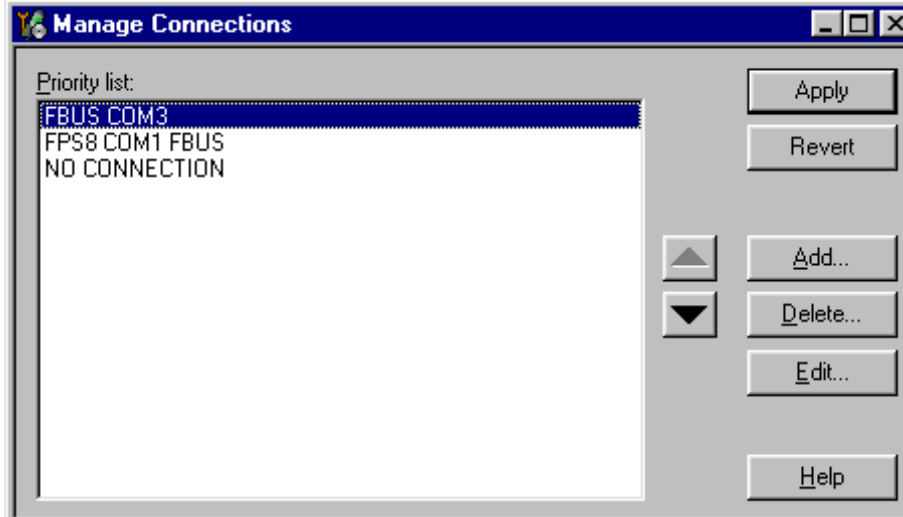 Manage Connections
Priority list:
FBUS COM3
FPS8 COM1 FBUS
NO CONNECTION
Apply
Revert
Add...
Delete...
Edit...
Help